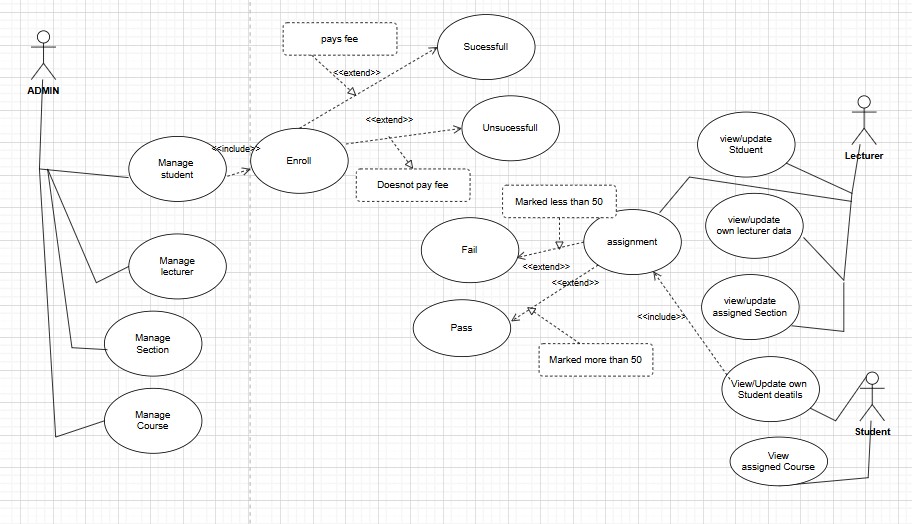 pays fee
Sucessfull
<<extend>>
ADMIN
<<extend>>
Unsucessfull
view/update
Stduent
Lecturer
<<include>>
Manage
student
Enroll
Doesnot pay fee
Marked less than 50
view/update
own lecturer data
Fail
assignment
<<extend>>
<<extend>>
Manage
lecturer
view/update
assigned Section
<<include>>
Pass
Manage
Section
Marked more than 50
View/Update own
Student deatils
Student
Manage
Course
View
assigned Course